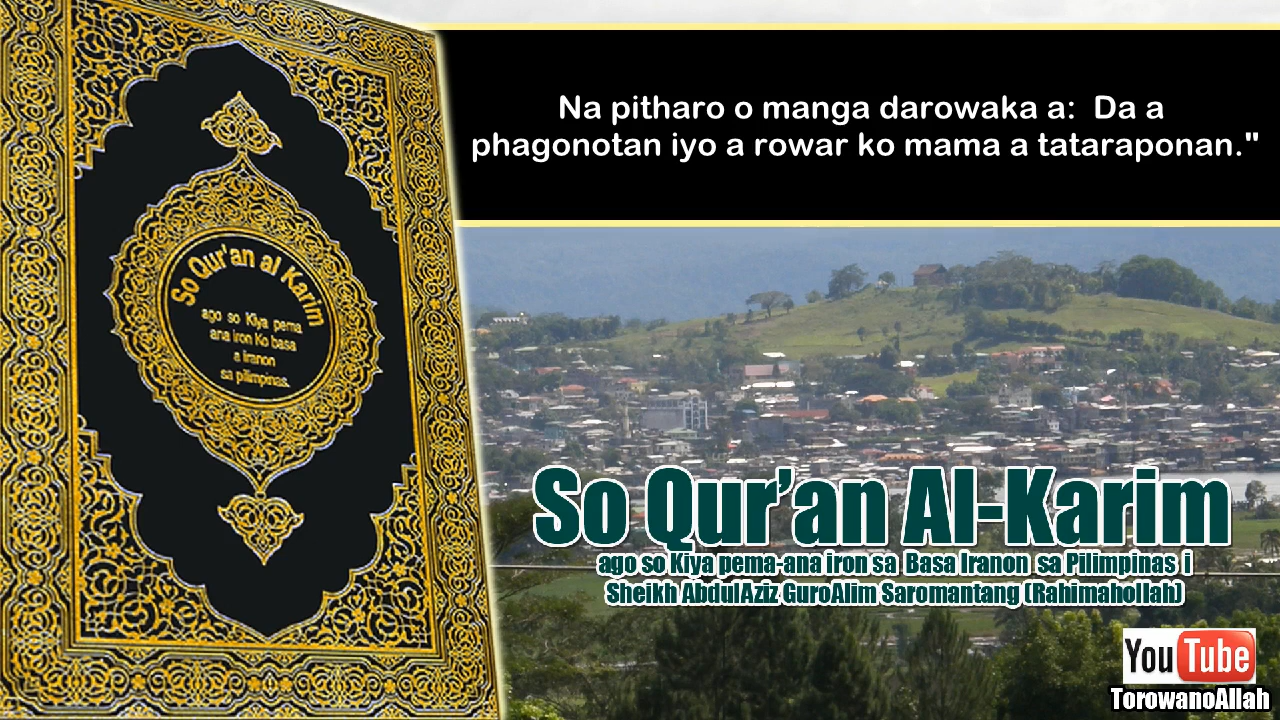 So Qur'an al Karim
ago so Kiya pema
ana iron Ko basa
a Iranon
sa pilimpinas.
Na pitharo o manga darowaka a:  Da a
phagonotan iyo a rowar ko mama a tataraponan."
So Qur’an Al-Karim
ago so Kiya pema-ana iron sa Basa Iranon sa Pilimpinas i
Sheikh AbdulAziz GuroAlim Saromantang (Rahimahollah)
YouTube
TorowanoAllah